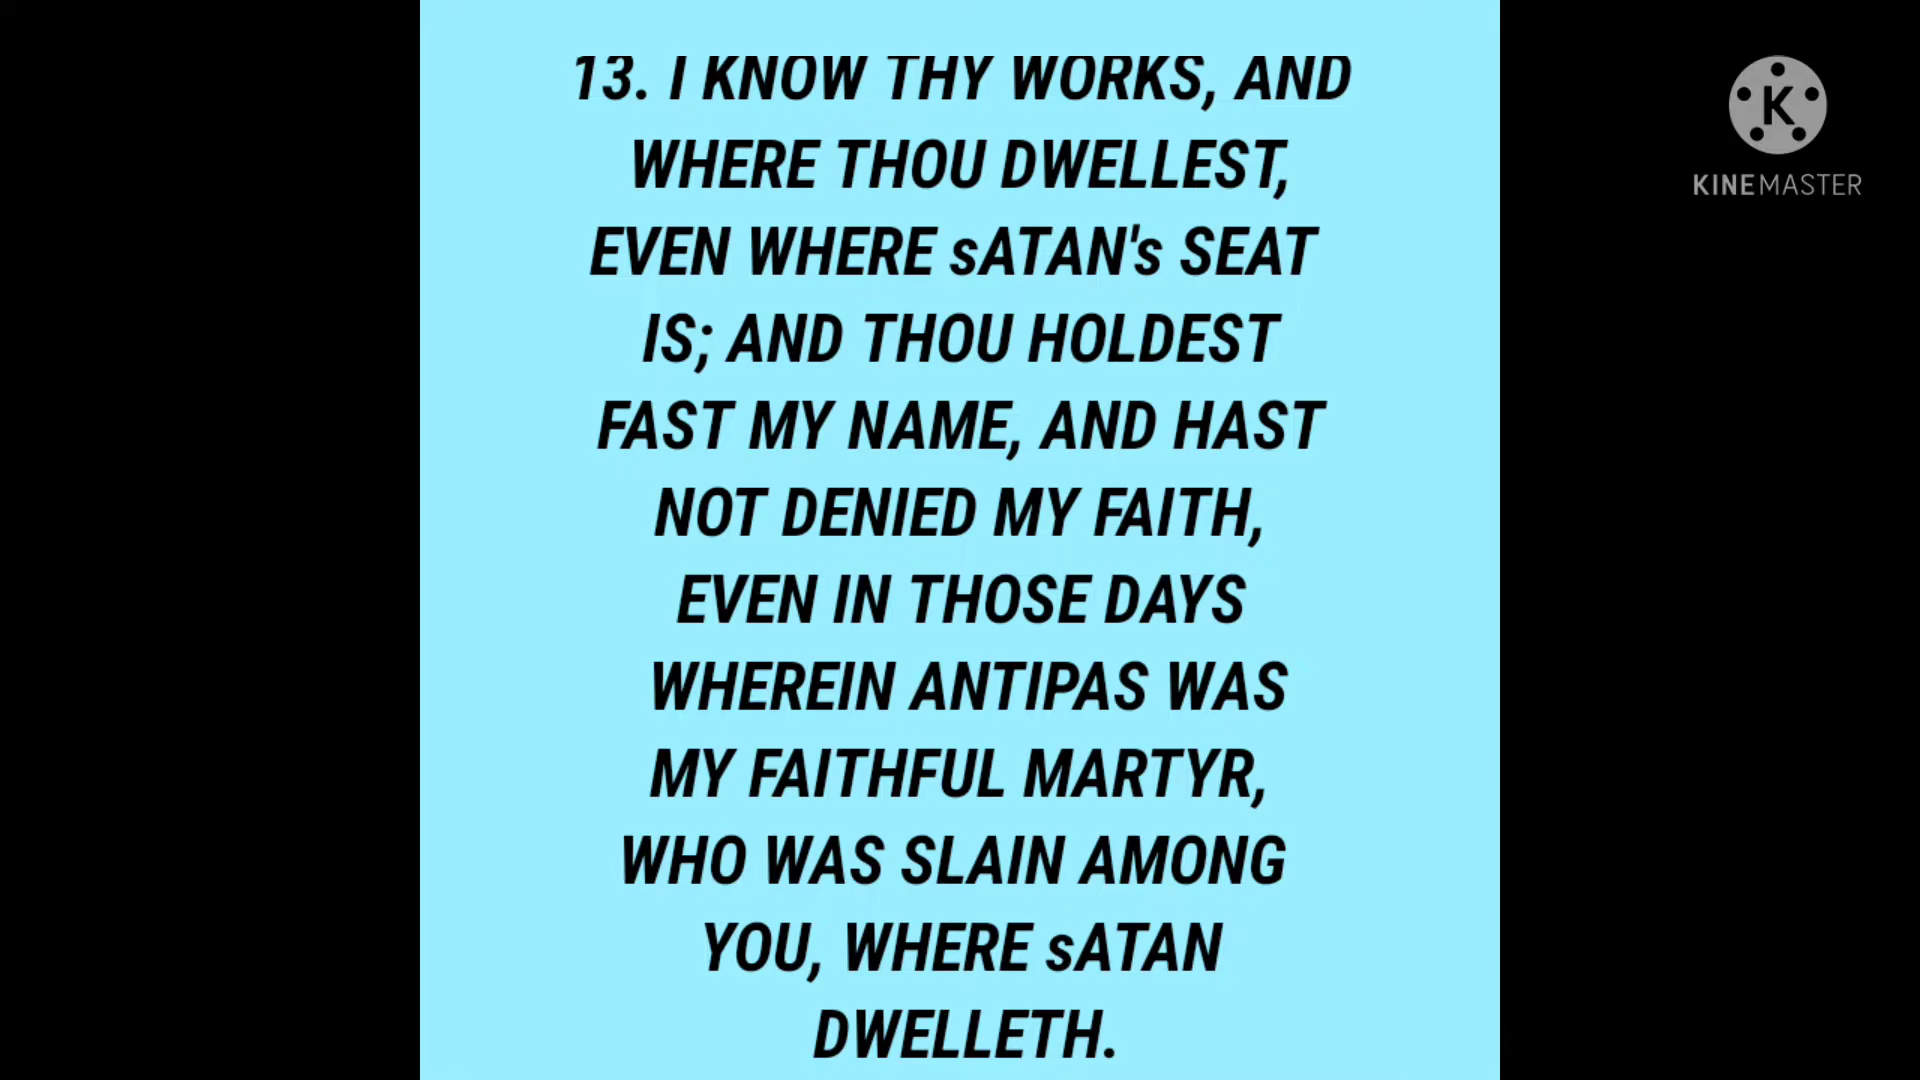 13. I KNOW THY WORKS, AND
WHERE THOU DWELLEST,
EVEN WHERE sATAN's SEAT
IS; AND THOU HOLDEST
FAST MY NAME, AND HAST
NOT DENIED MY FAITH,
EVEN IN THOSE DAYS
WHEREIN ANTIPAS WAS
MY FAITHFUL MARTYR,
WHO WAS SLAIN AMONG
YOU, WHERE sATAN
DWELLETH.
K
KINEMASTER